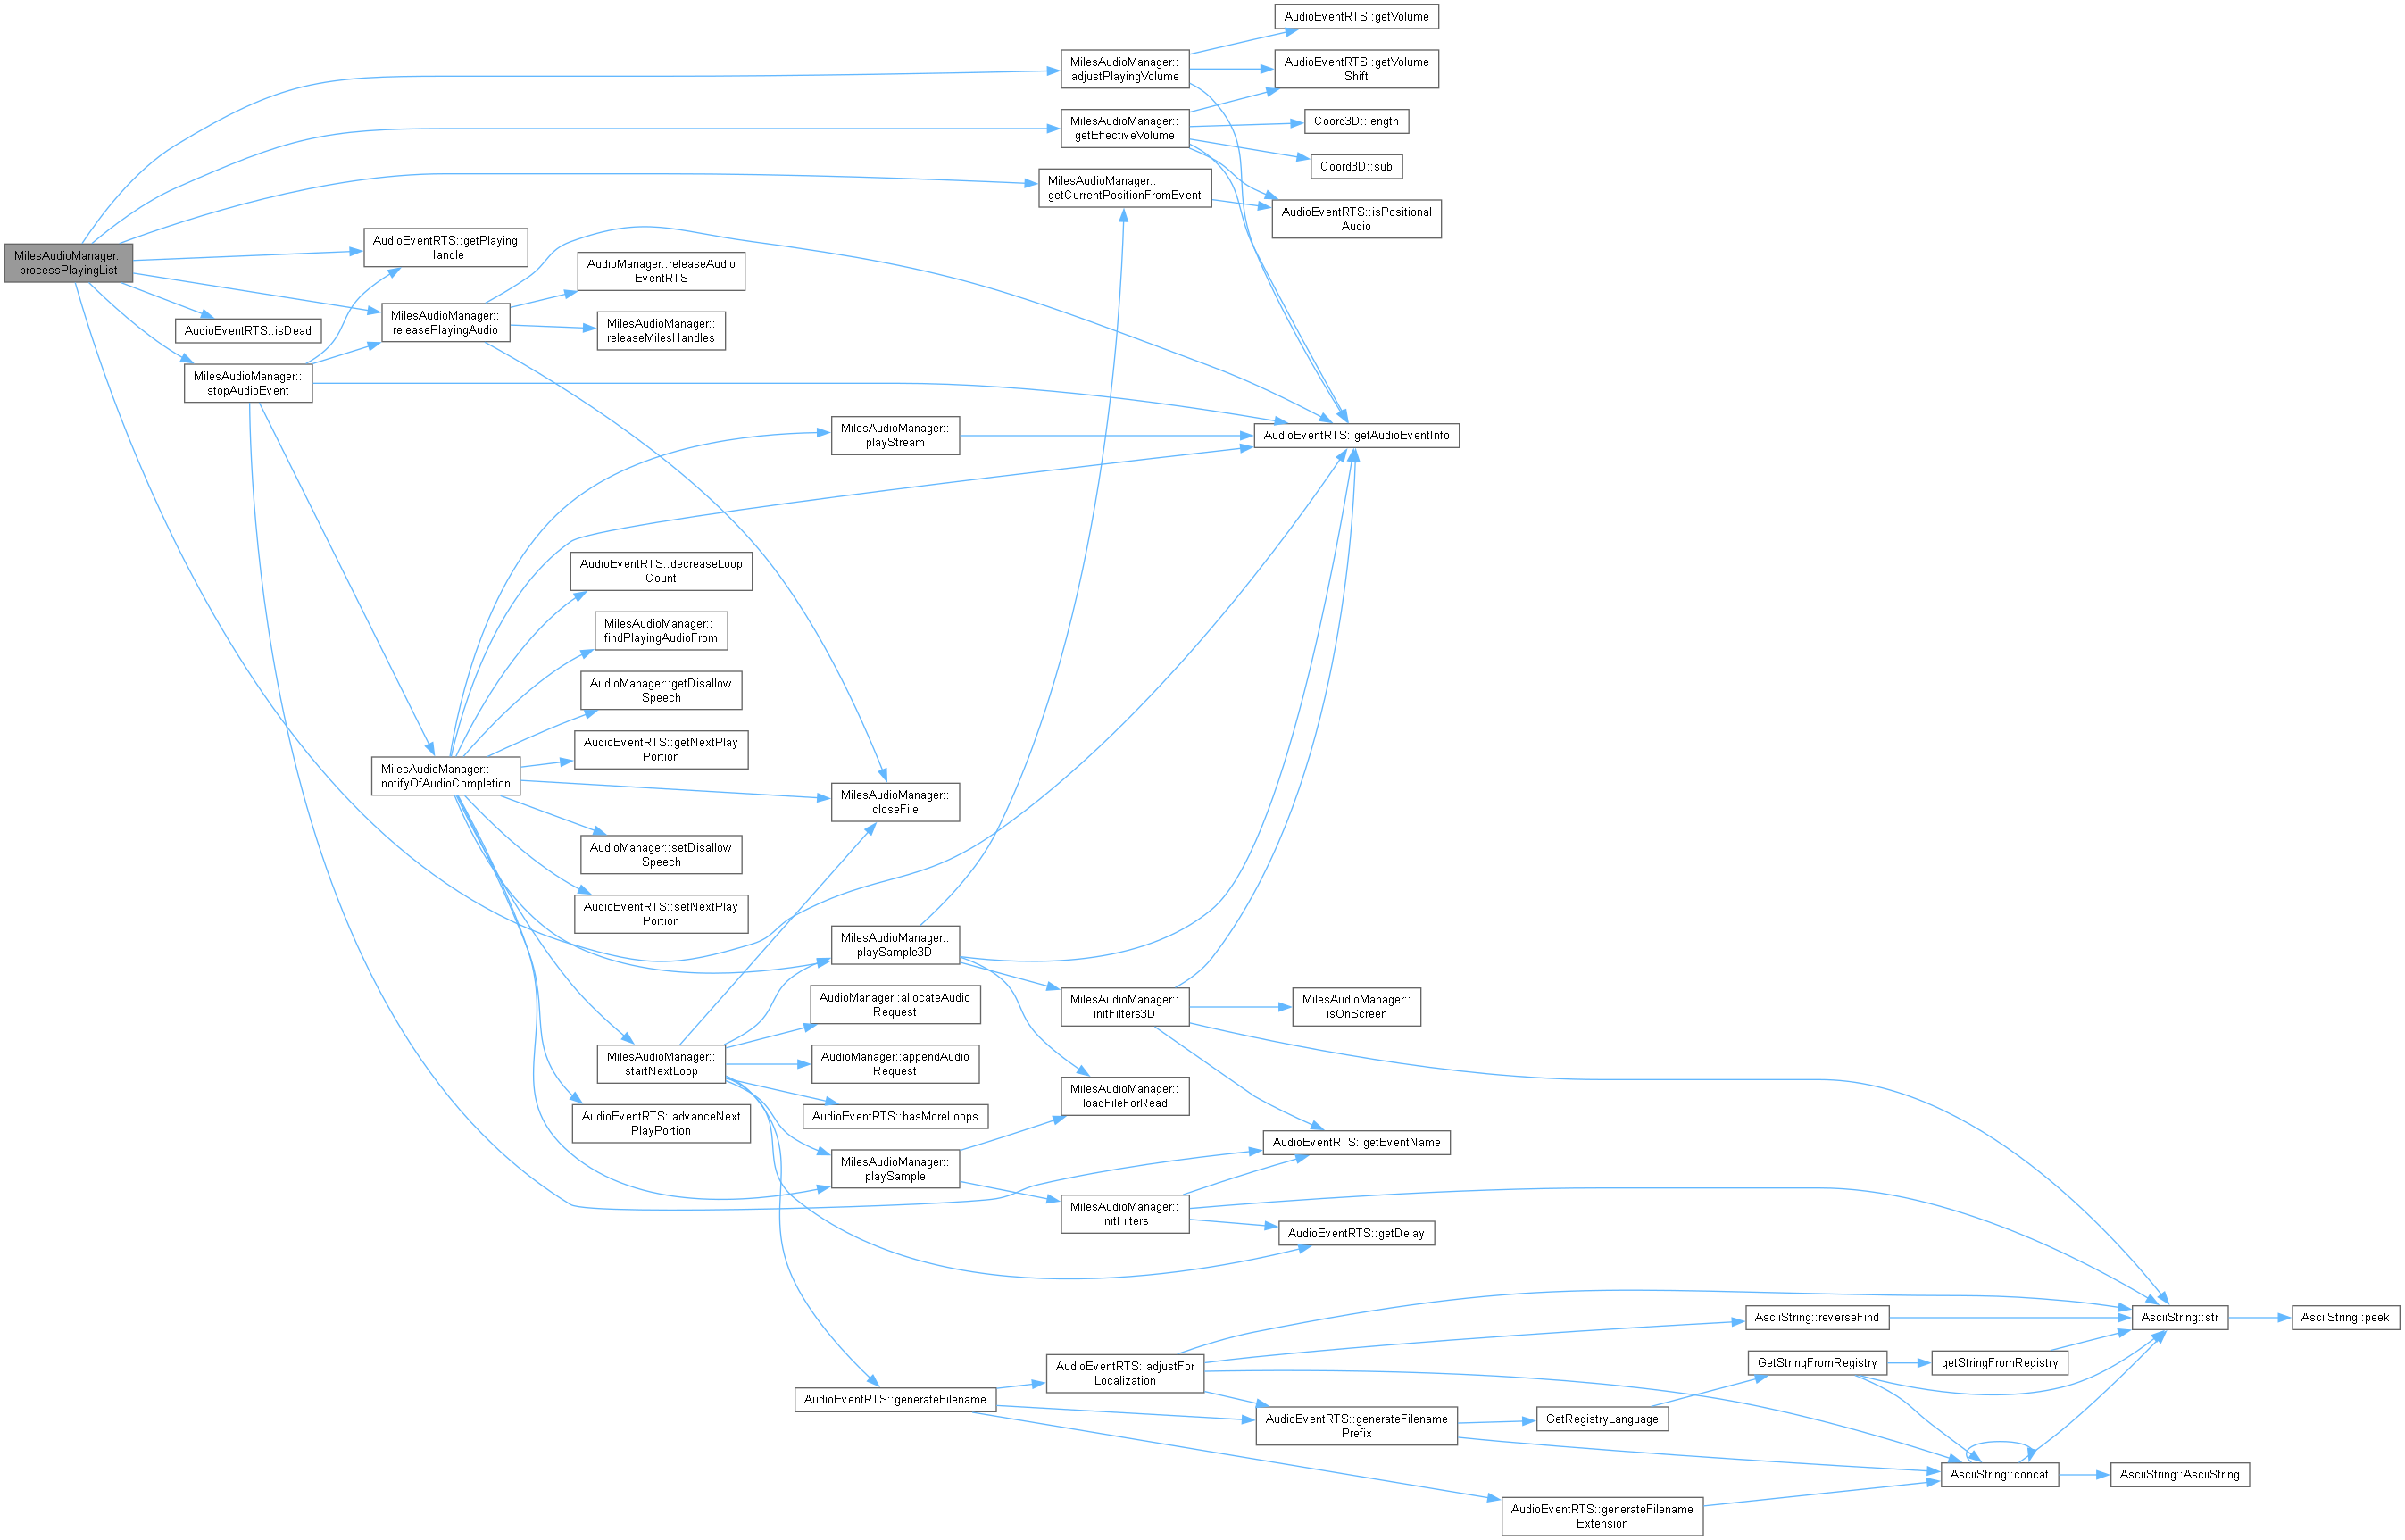 AudioEventRTS::getVolume
MilesAudioManager::
adjustPlayingVolume
AudioEventRTS::getVolume
Shift
MilesAudioManager::
getEffectiveVolume
Coord3D::length
Coord3D::sub
MilesAudioManager::
getCurrentPositionFromEvent
AudioEventRTS::isPositional
Audio
MilesAudioManager::
processPlayingList
AudioEventRTS::getPlaying
Handle
AudioManager::releaseAudio
EventRTS
MilesAudioManager::
releasePlayingAudio
AudioEventRTS::isDead
MilesAudioManager::
releaseMilesHandles
MilesAudioManager::
stopAudioEvent
MilesAudioManager::
playStream
AudioEventRTS::getAudioEventInfo
AudioEventRTS::decreaseLoop
Count
MilesAudioManager::
findPlayingAudioFrom
AudioManager::getDisallow
Speech
AudioEventRTS::getNextPlay
Portion
MilesAudioManager::
notifyOfAudioCompletion
MilesAudioManager::
closeFile
AudioManager::setDisallow
Speech
AudioEventRTS::setNextPlay
Portion
MilesAudioManager::
playSample3D
AudioManager::allocateAudio
Request
MilesAudioManager::
initFilters3D
MilesAudioManager::
isOnScreen
MilesAudioManager::
startNextLoop
AudioManager::appendAudio
Request
MilesAudioManager::
loadFileForRead
AudioEventRTS::hasMoreLoops
AudioEventRTS::advanceNext
PlayPortion
AudioEventRTS::getEventName
MilesAudioManager::
playSample
MilesAudioManager::
initFilters
AudioEventRTS::getDelay
AsciiString::reverseFind
AsciiString::str
AsciiString::peek
AudioEventRTS::adjustFor
Localization
GetStringFromRegistry
getStringFromRegistry
AudioEventRTS::generateFilename
AudioEventRTS::generateFilename
Prefix
GetRegistryLanguage
AsciiString::concat
AsciiString::AsciiString
AudioEventRTS::generateFilename
Extension